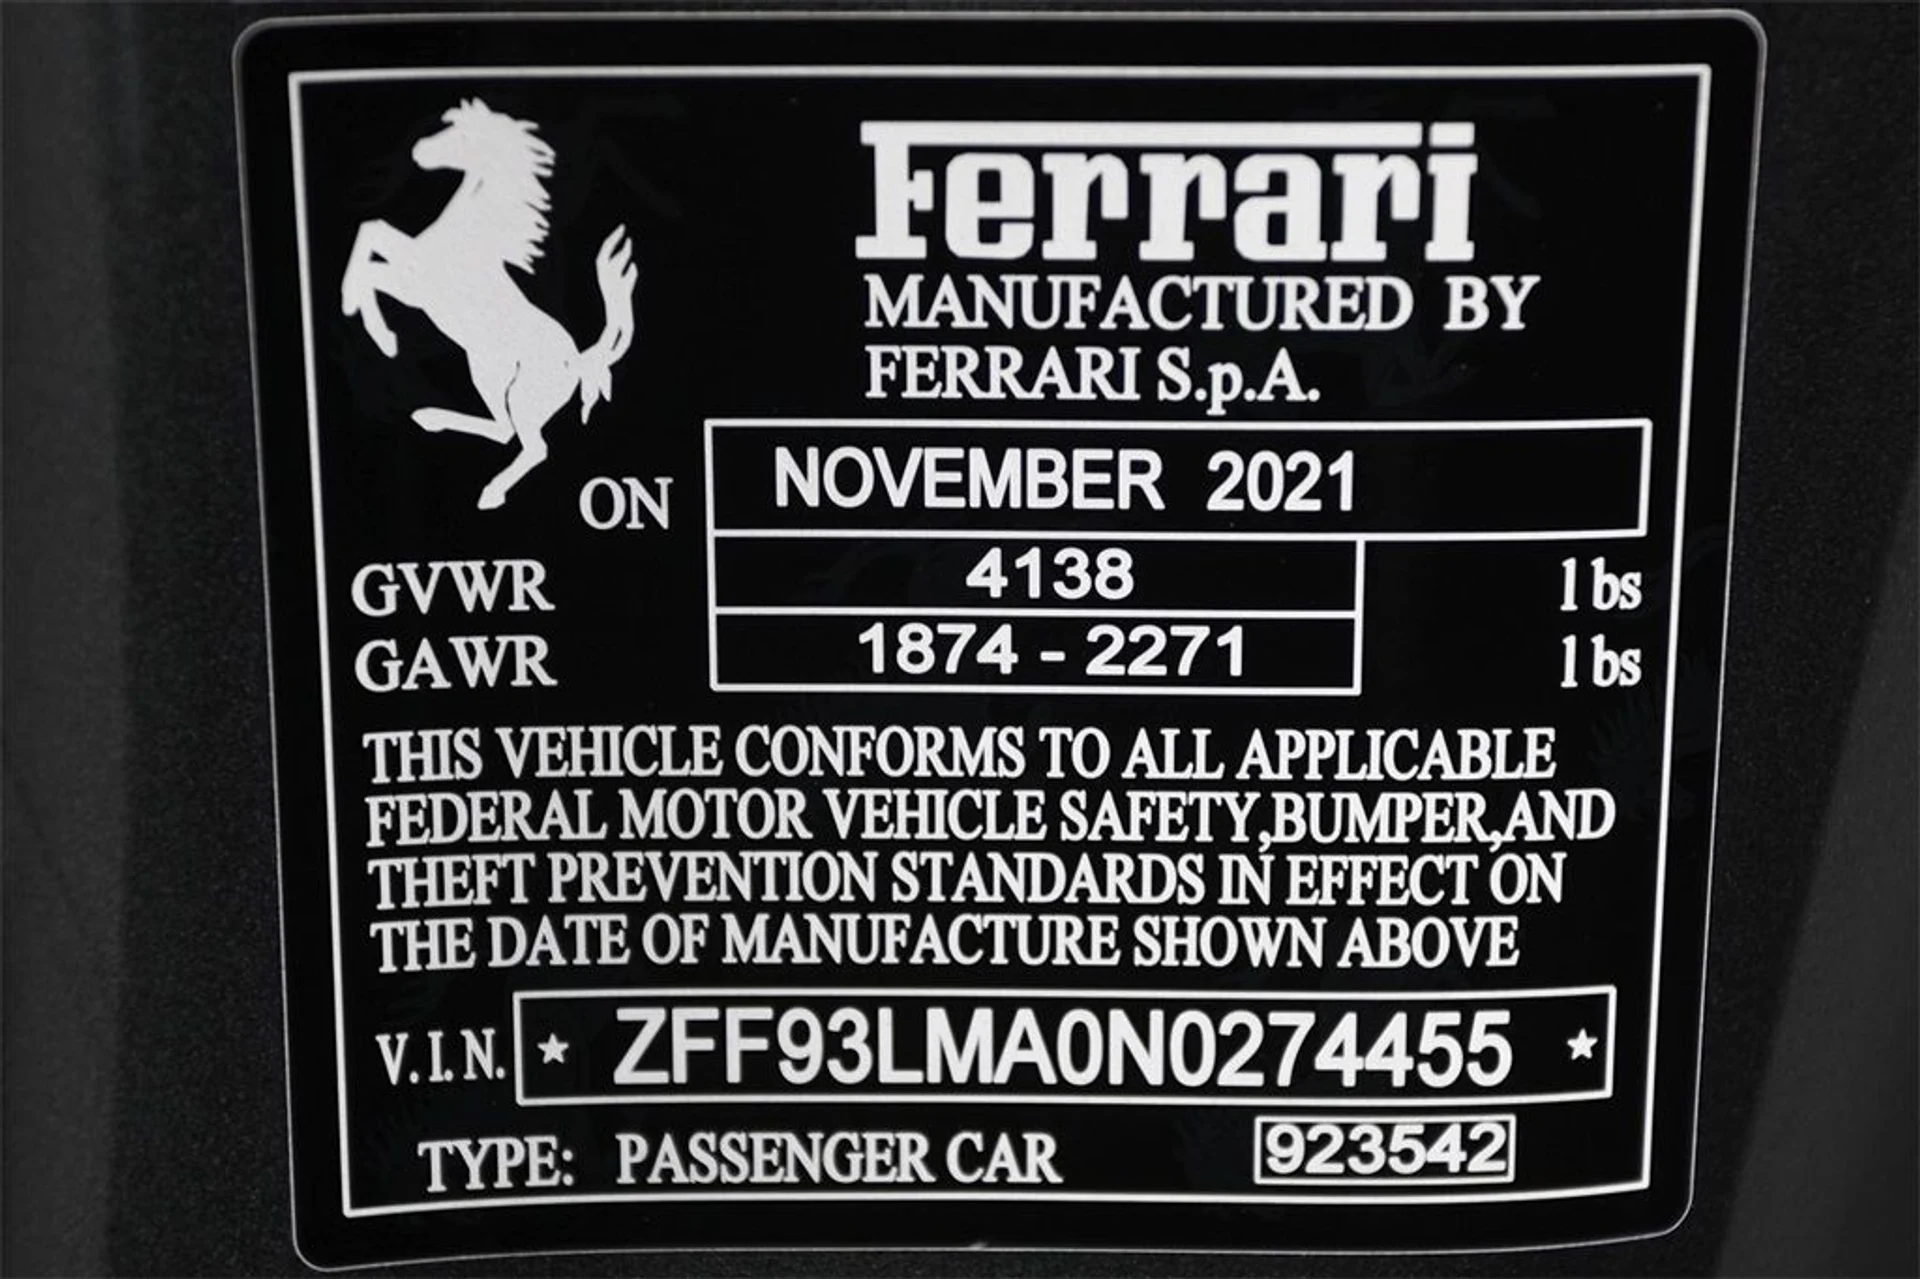 Ferrari
MANUFACTURED BY
FERRARI S.p.A.
ON NOVEMBER 2021
GVWR 4138 lbs
GAWR 1874 - 2271 lbs
THIS VEHICLE CONFORMS TO ALL APPLICABLE
FEDERAL MOTOR VEHICLE SAFETY,BUMPER,AND
THEFT PREVENTION STANDARDS IN EFFECT ON
THE DATE OF MANUFACTURE SHOWN ABOVE
V.I.N. ★ ZFF93LMA0N0274455 ★
TYPE: PASSENGER CAR 923542